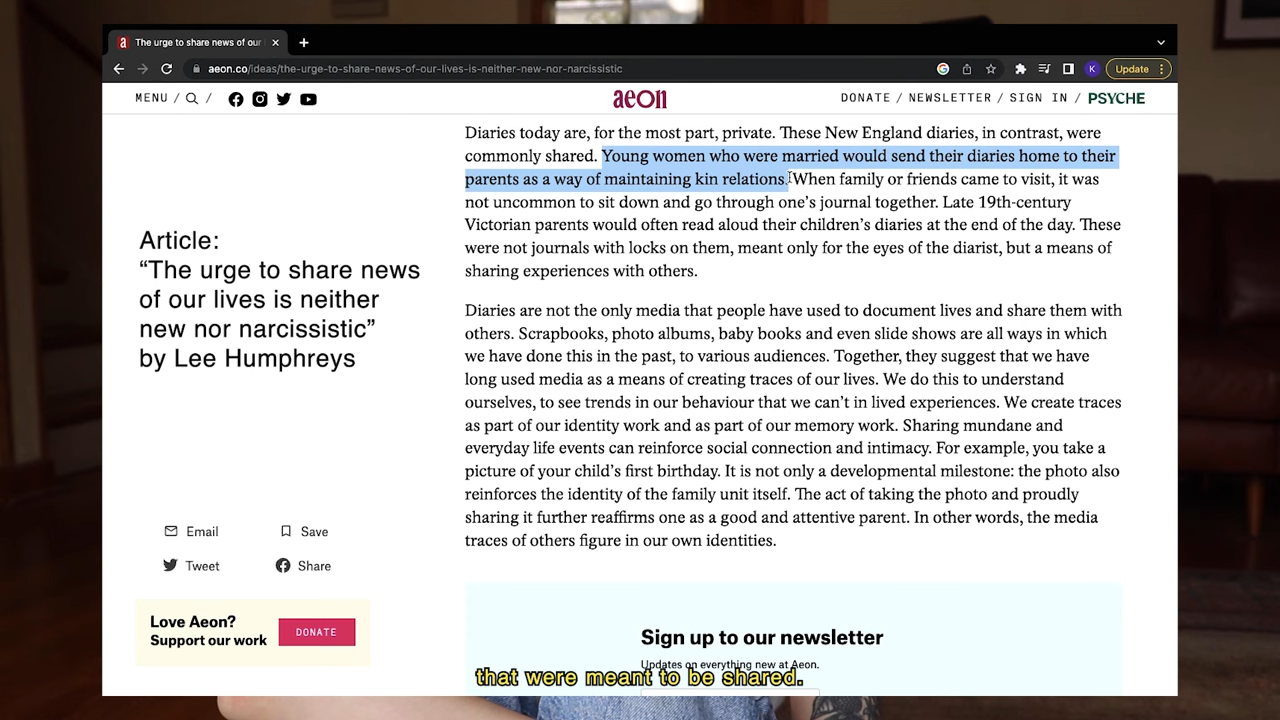 The urge to share news of our
aeon.co/ideas/the-urge-to-share-news-of-our-lives-is-neither-new-nor-narcissistic
K
Update
MENU /
/
aeon
DONATE / NEWSLETTER / SIGN IN / PSYCHE
Article:
“The urge to share news
of our lives is neither
new nor narcissistic”
by Lee Humphreys
Email
Save
Tweet
Share
Love Aeon?
Support our work
DONATE
Diaries today are, for the most part, private. These New England diaries, in contrast, were
commonly shared. Young women who were married would send their diaries home to their
parents as a way of maintaining kin relations. When family or friends came to visit, it was
not uncommon to sit down and go through one’s journal together. Late 19th-century
Victorian parents would often read aloud their children’s diaries at the end of the day. These
were not journals with locks on them, meant only for the eyes of the diarist, but a means of
sharing experiences with others.
Diaries are not the only media that people have used to document lives and share them with
others. Scrapbooks, photo albums, baby books and even slide shows are all ways in which
we have done this in the past, to various audiences. Together, they suggest that we have
long used media as a means of creating traces of our lives. We do this to understand
ourselves, to see trends in our behaviour that we can’t in lived experiences. We create traces
as part of our identity work and as part of our memory work. Sharing mundane and
everyday life events can reinforce social connection and intimacy. For example, you take a
picture of your child’s first birthday. It is not only a developmental milestone: the photo also
reinforces the identity of the family unit itself. The act of taking the photo and proudly
sharing it further reaffirms one as a good and attentive parent. In other words, the media
traces of others figure in our own identities.
Sign up to our newsletter
Updates on everything new at Aeon.
that were meant to be shared.